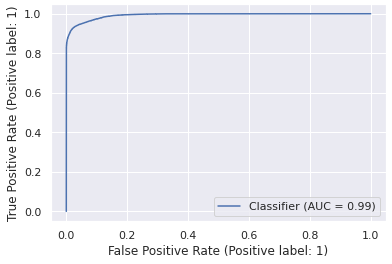 True Positive Rate (Positive label: 1)
1.0
0.8
0.6
0.4
0.2
0.0
Classifier (AUC = 0.99)
0.0 0.2 0.4 0.6 0.8 1.0
False Positive Rate (Positive label: 1)